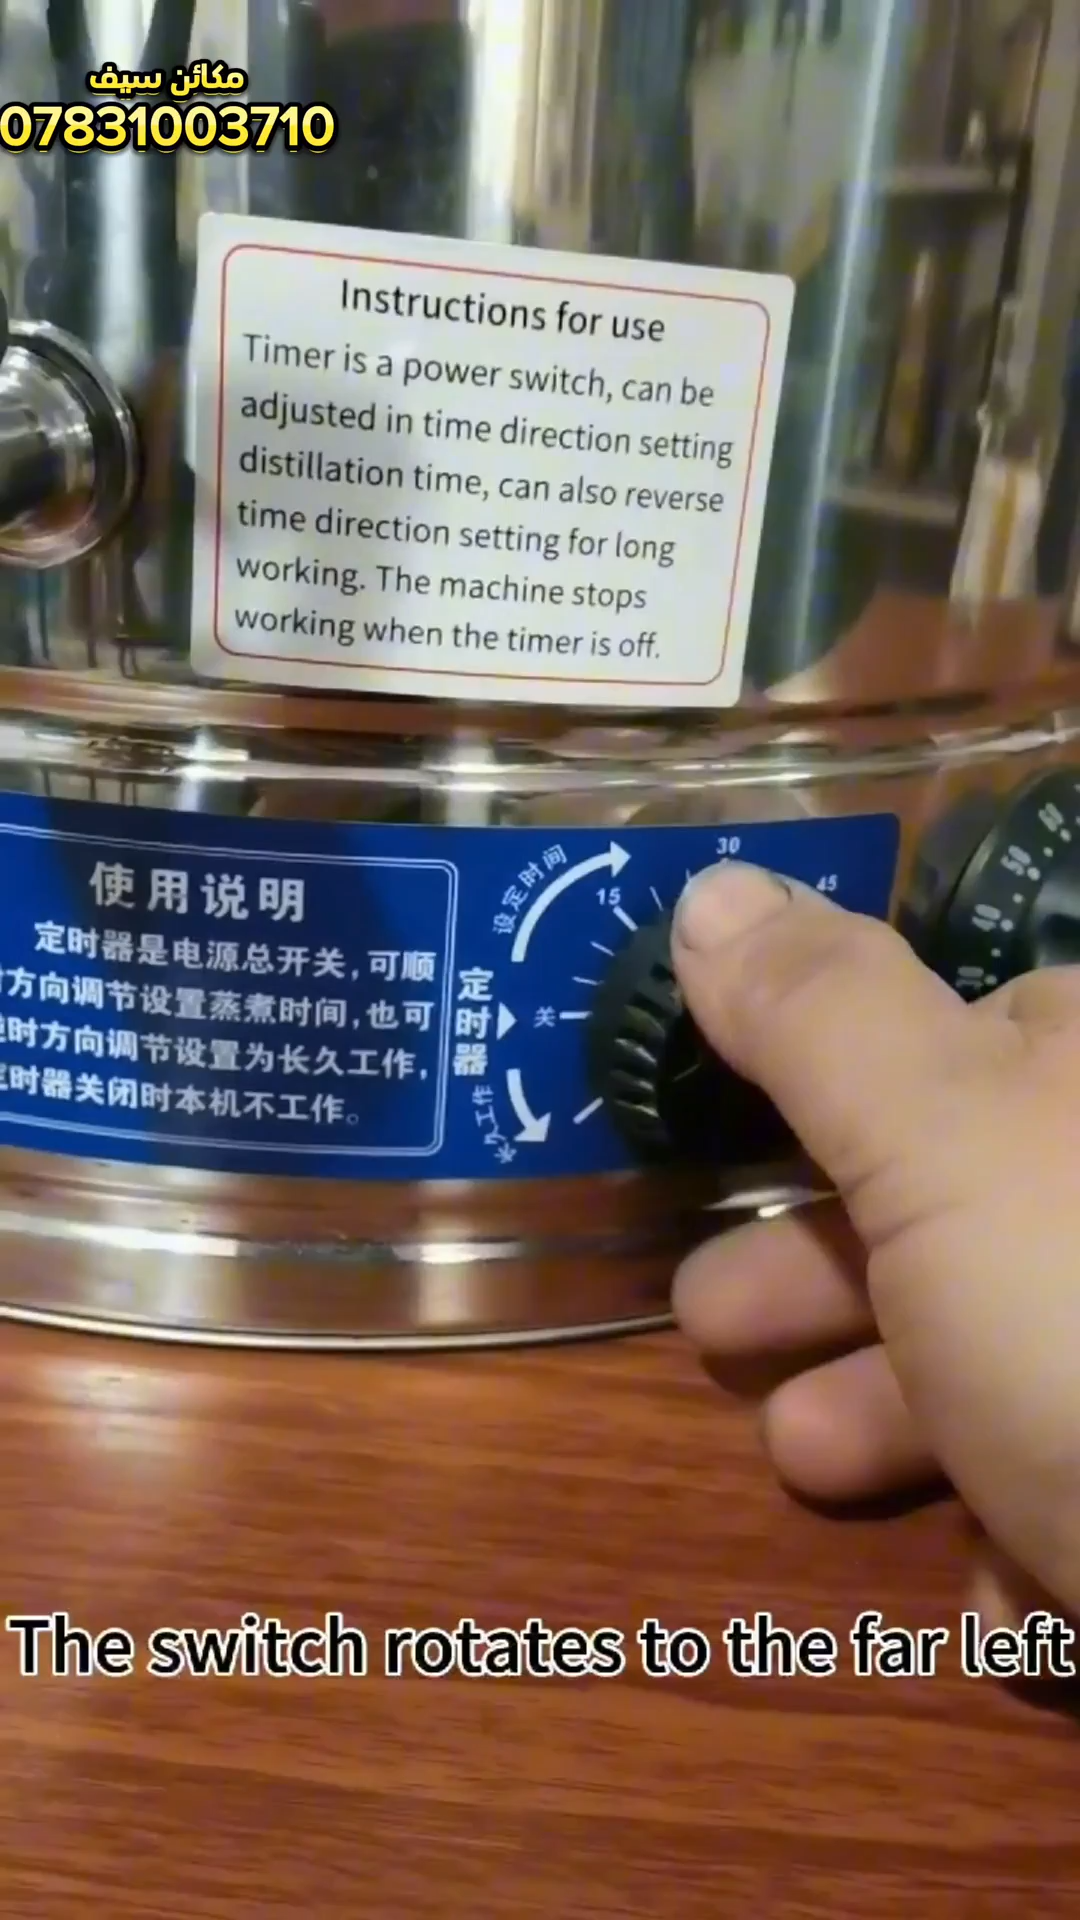 مكائن سيف
07831003710
Instructions for use
Timer is a power switch, can be
adjusted in time direction setting
distillation time, can also reverse
time direction setting for long
working. The machine stops
working when the timer is off.
使用说明
定时器是电源总开关,可顺
时方向调节设置蒸煮时间,也可
时方向调节设置为长久工作,
定时器关闭时本机不工作。
定时器
设定时间
关
长久工作
15
30
45
60
50
40
30
The switch rotates to the far left